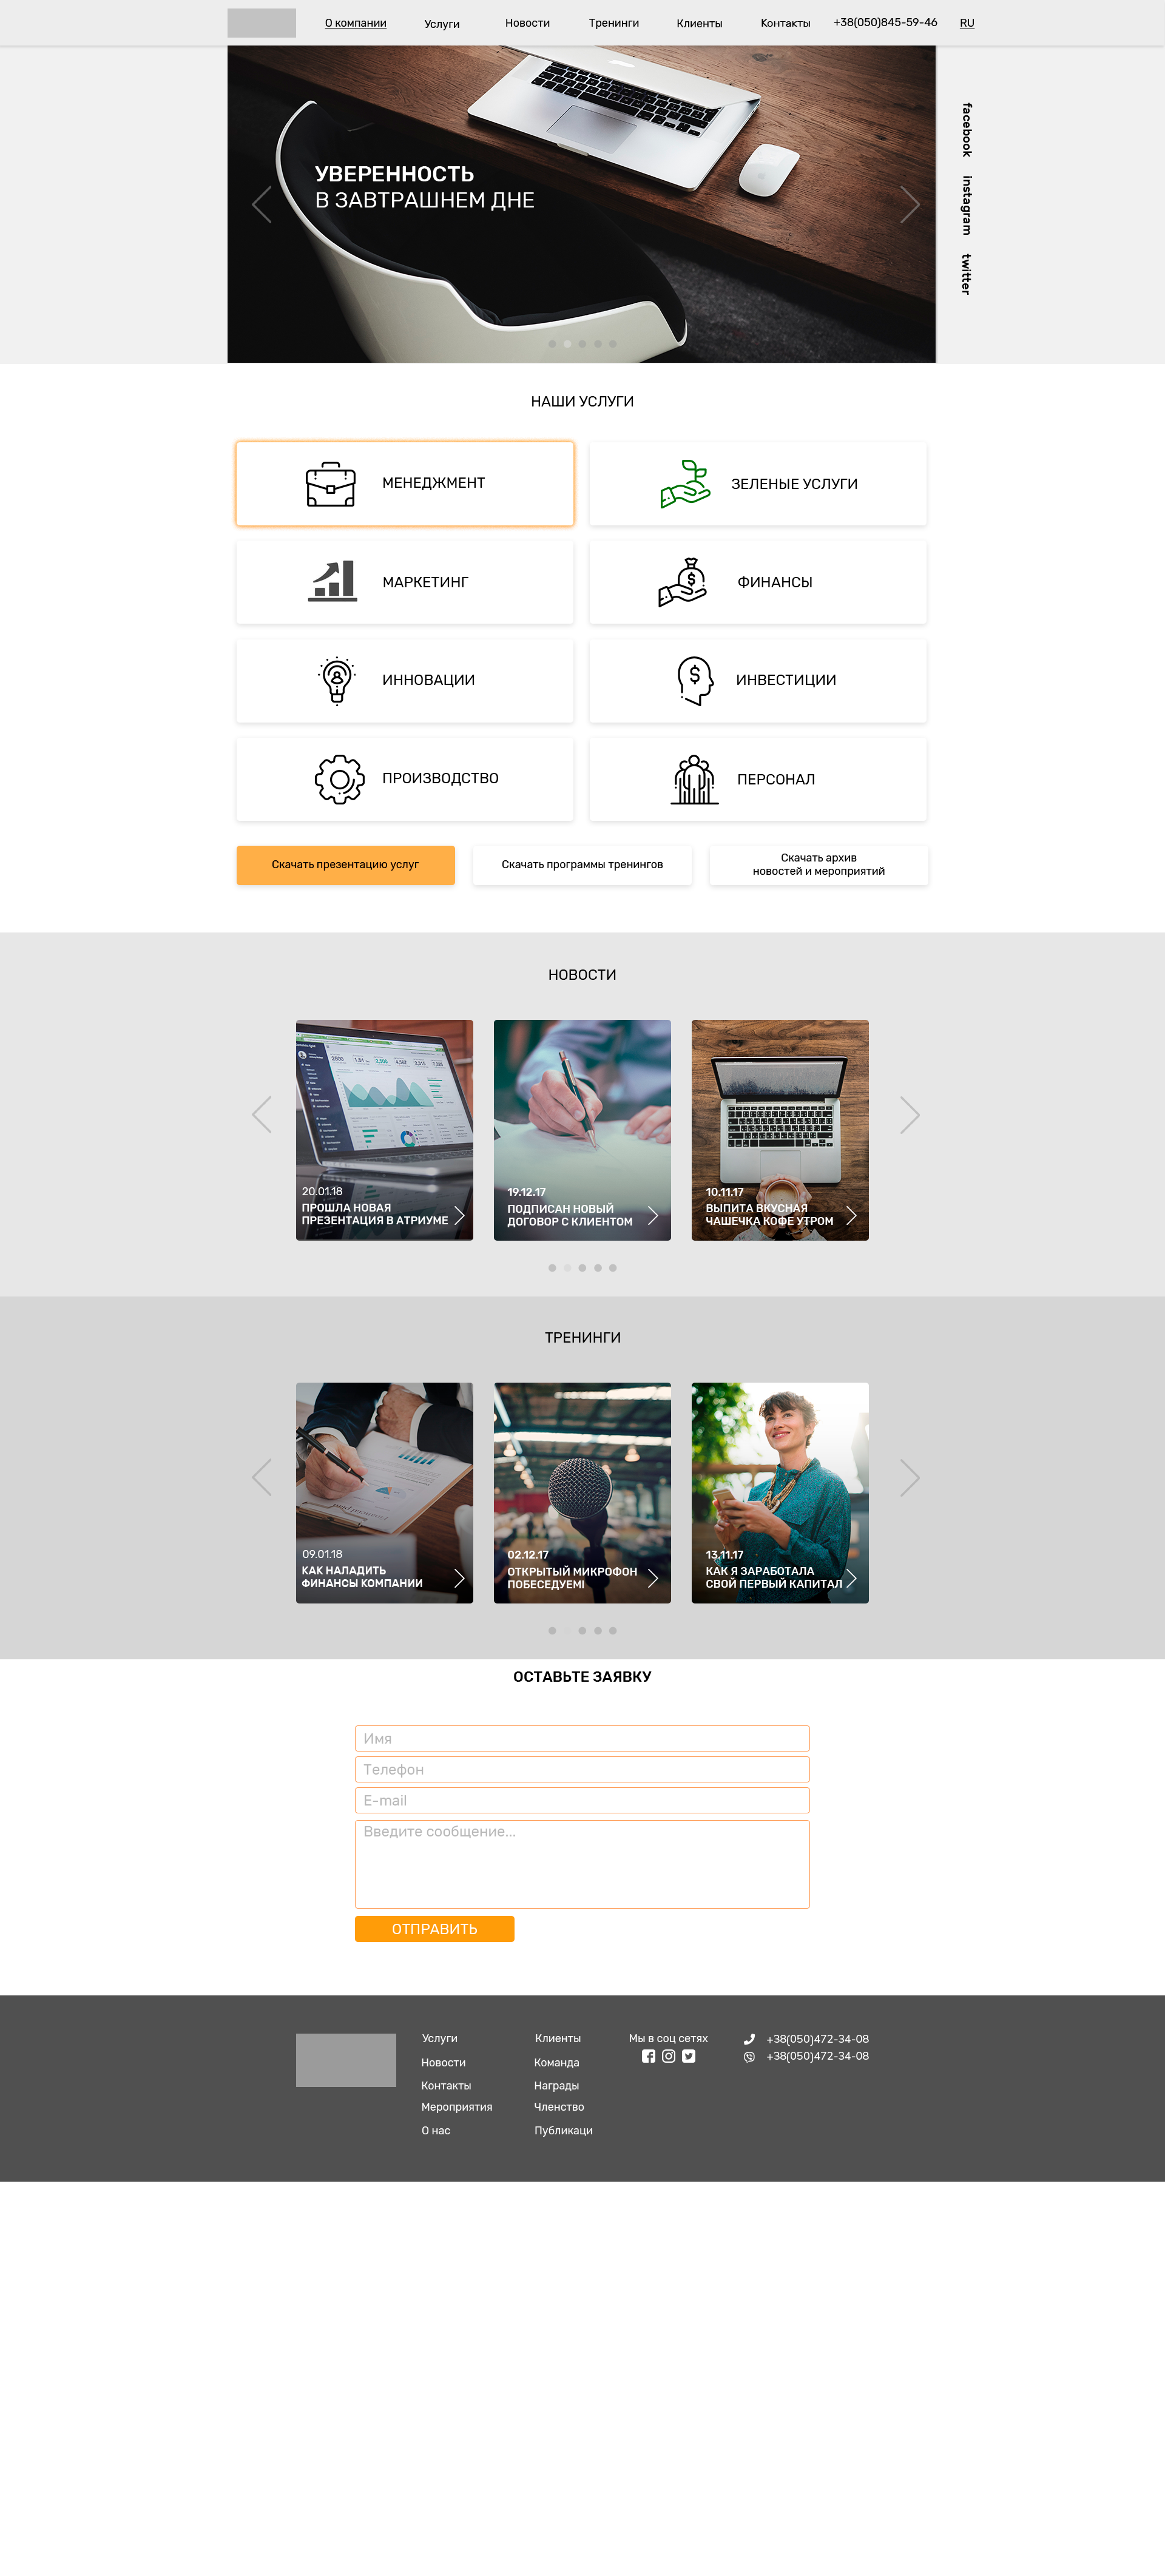 О компании
Услуги
Новости
Тренинги
Клиенты
Контакты
+38(050)845-59-46
RU
facebook
instagram
twitter
УВЕРЕННОСТЬ
В ЗАВТРАШНЕМ ДНЕ
НАШИ УСЛУГИ
МЕНЕДЖМЕНТ
ЗЕЛЕНЫЕ УСЛУГИ
МАРКЕТИНГ
ФИНАНСЫ
ИННОВАЦИИ
ИНВЕСТИЦИИ
ПРОИЗВОДСТВО
ПЕРСОНАЛ
Скачать презентацию услуг
Скачать программы тренингов
Скачать архив
новостей и мероприятий
НОВОСТИ
20.01.18
ПРОШЛА НОВАЯ
ПРЕЗЕНТАЦИЯ В АТРИУМЕ
19.12.17
ПОДПИСАН НОВЫЙ
ДОГОВОР С КЛИЕНТОМ
10.11.17
ВЫПИТА ВКУСНАЯ
ЧАШЕЧКА КОФЕ УТРОМ
ТРЕНИНГИ
09.01.18
КАК НАЛАДИТЬ
ФИНАНСЫ КОМПАНИИ
02.12.17
ОТКРЫТЫЙ МИКРОФОН
ПОБЕСЕДУЕМ!
13.11.17
КАК Я ЗАРАБОТАЛА
СВОЙ ПЕРВЫЙ КАПИТАЛ
ОСТАВЬТЕ ЗАЯВКУ
Имя
Телефон
E-mail
Введите сообщение...
ОТПРАВИТЬ
Услуги
Новости
Контакты
Мероприятия
О нас
Клиенты
Команда
Награды
Членство
Публикаци
Мы в соц сетях
+38(050)472-34-08
+38(050)472-34-08